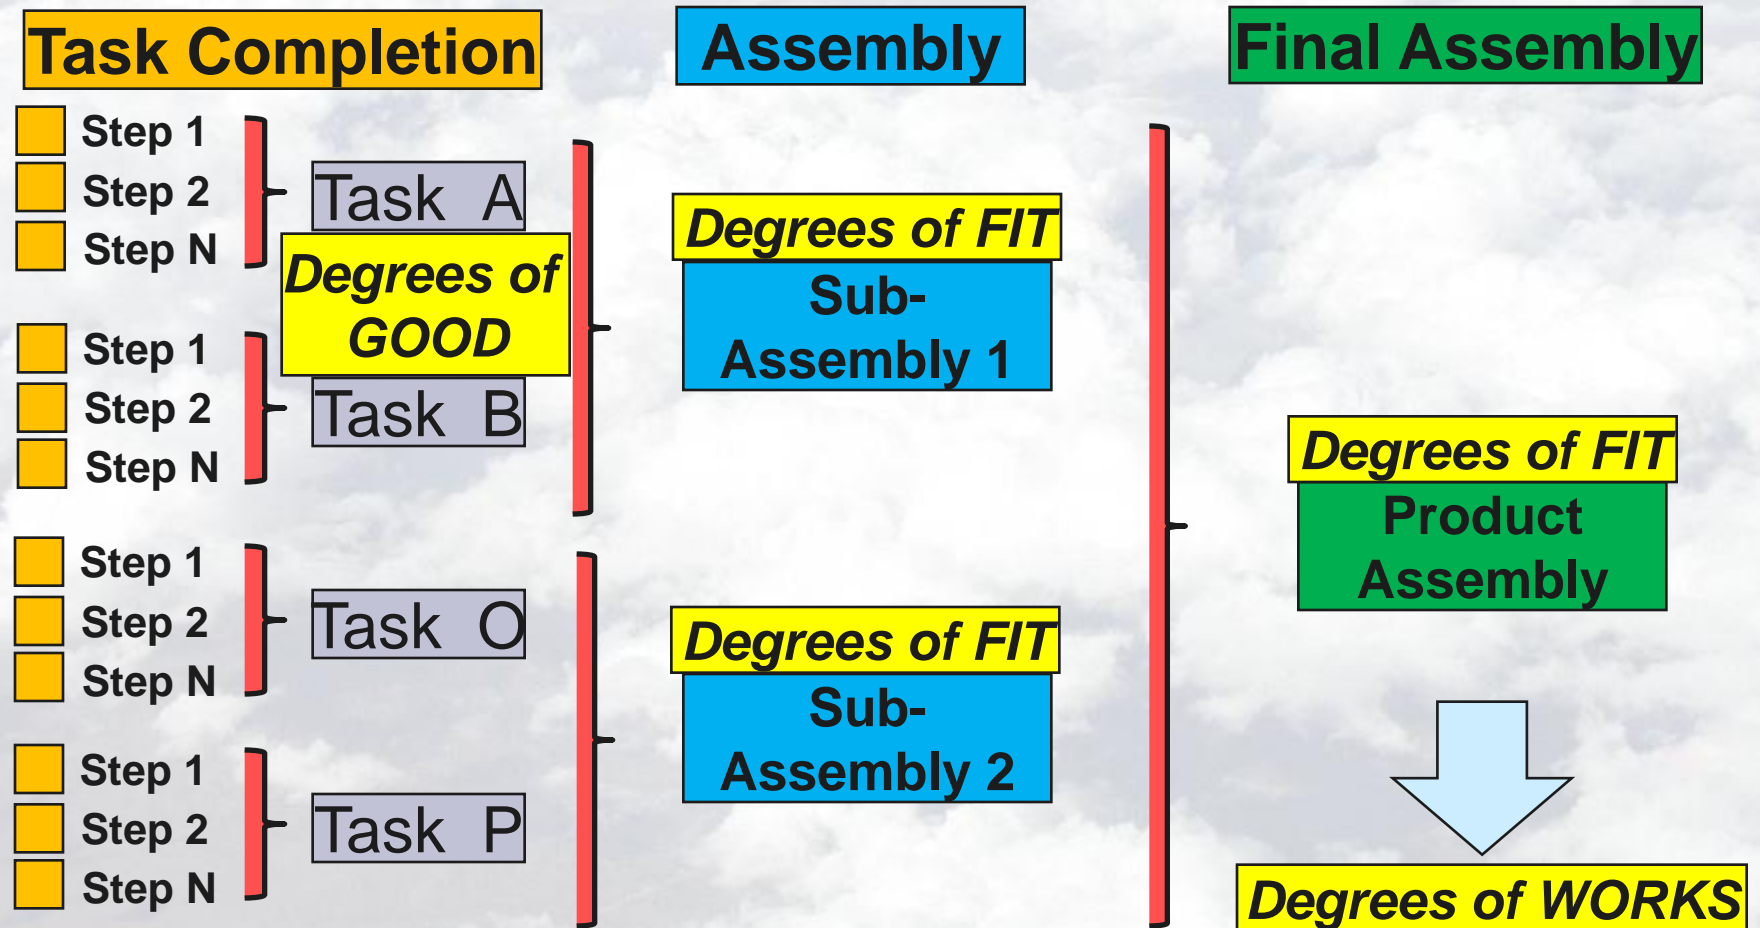 Task Completion
Step 1
Step 2
Step N
Task A
Degrees of
GOOD
Step 1
Step 2
Step N
Task B
Step 1
Step 2
Step N
Task O
Step 1
Step 2
Step N
Task P
Assembly
Degrees of FIT
Sub-
Assembly 1
Degrees of FIT
Sub-
Assembly 2
Final Assembly
Degrees of FIT
Product
Assembly
Degrees of WORKS